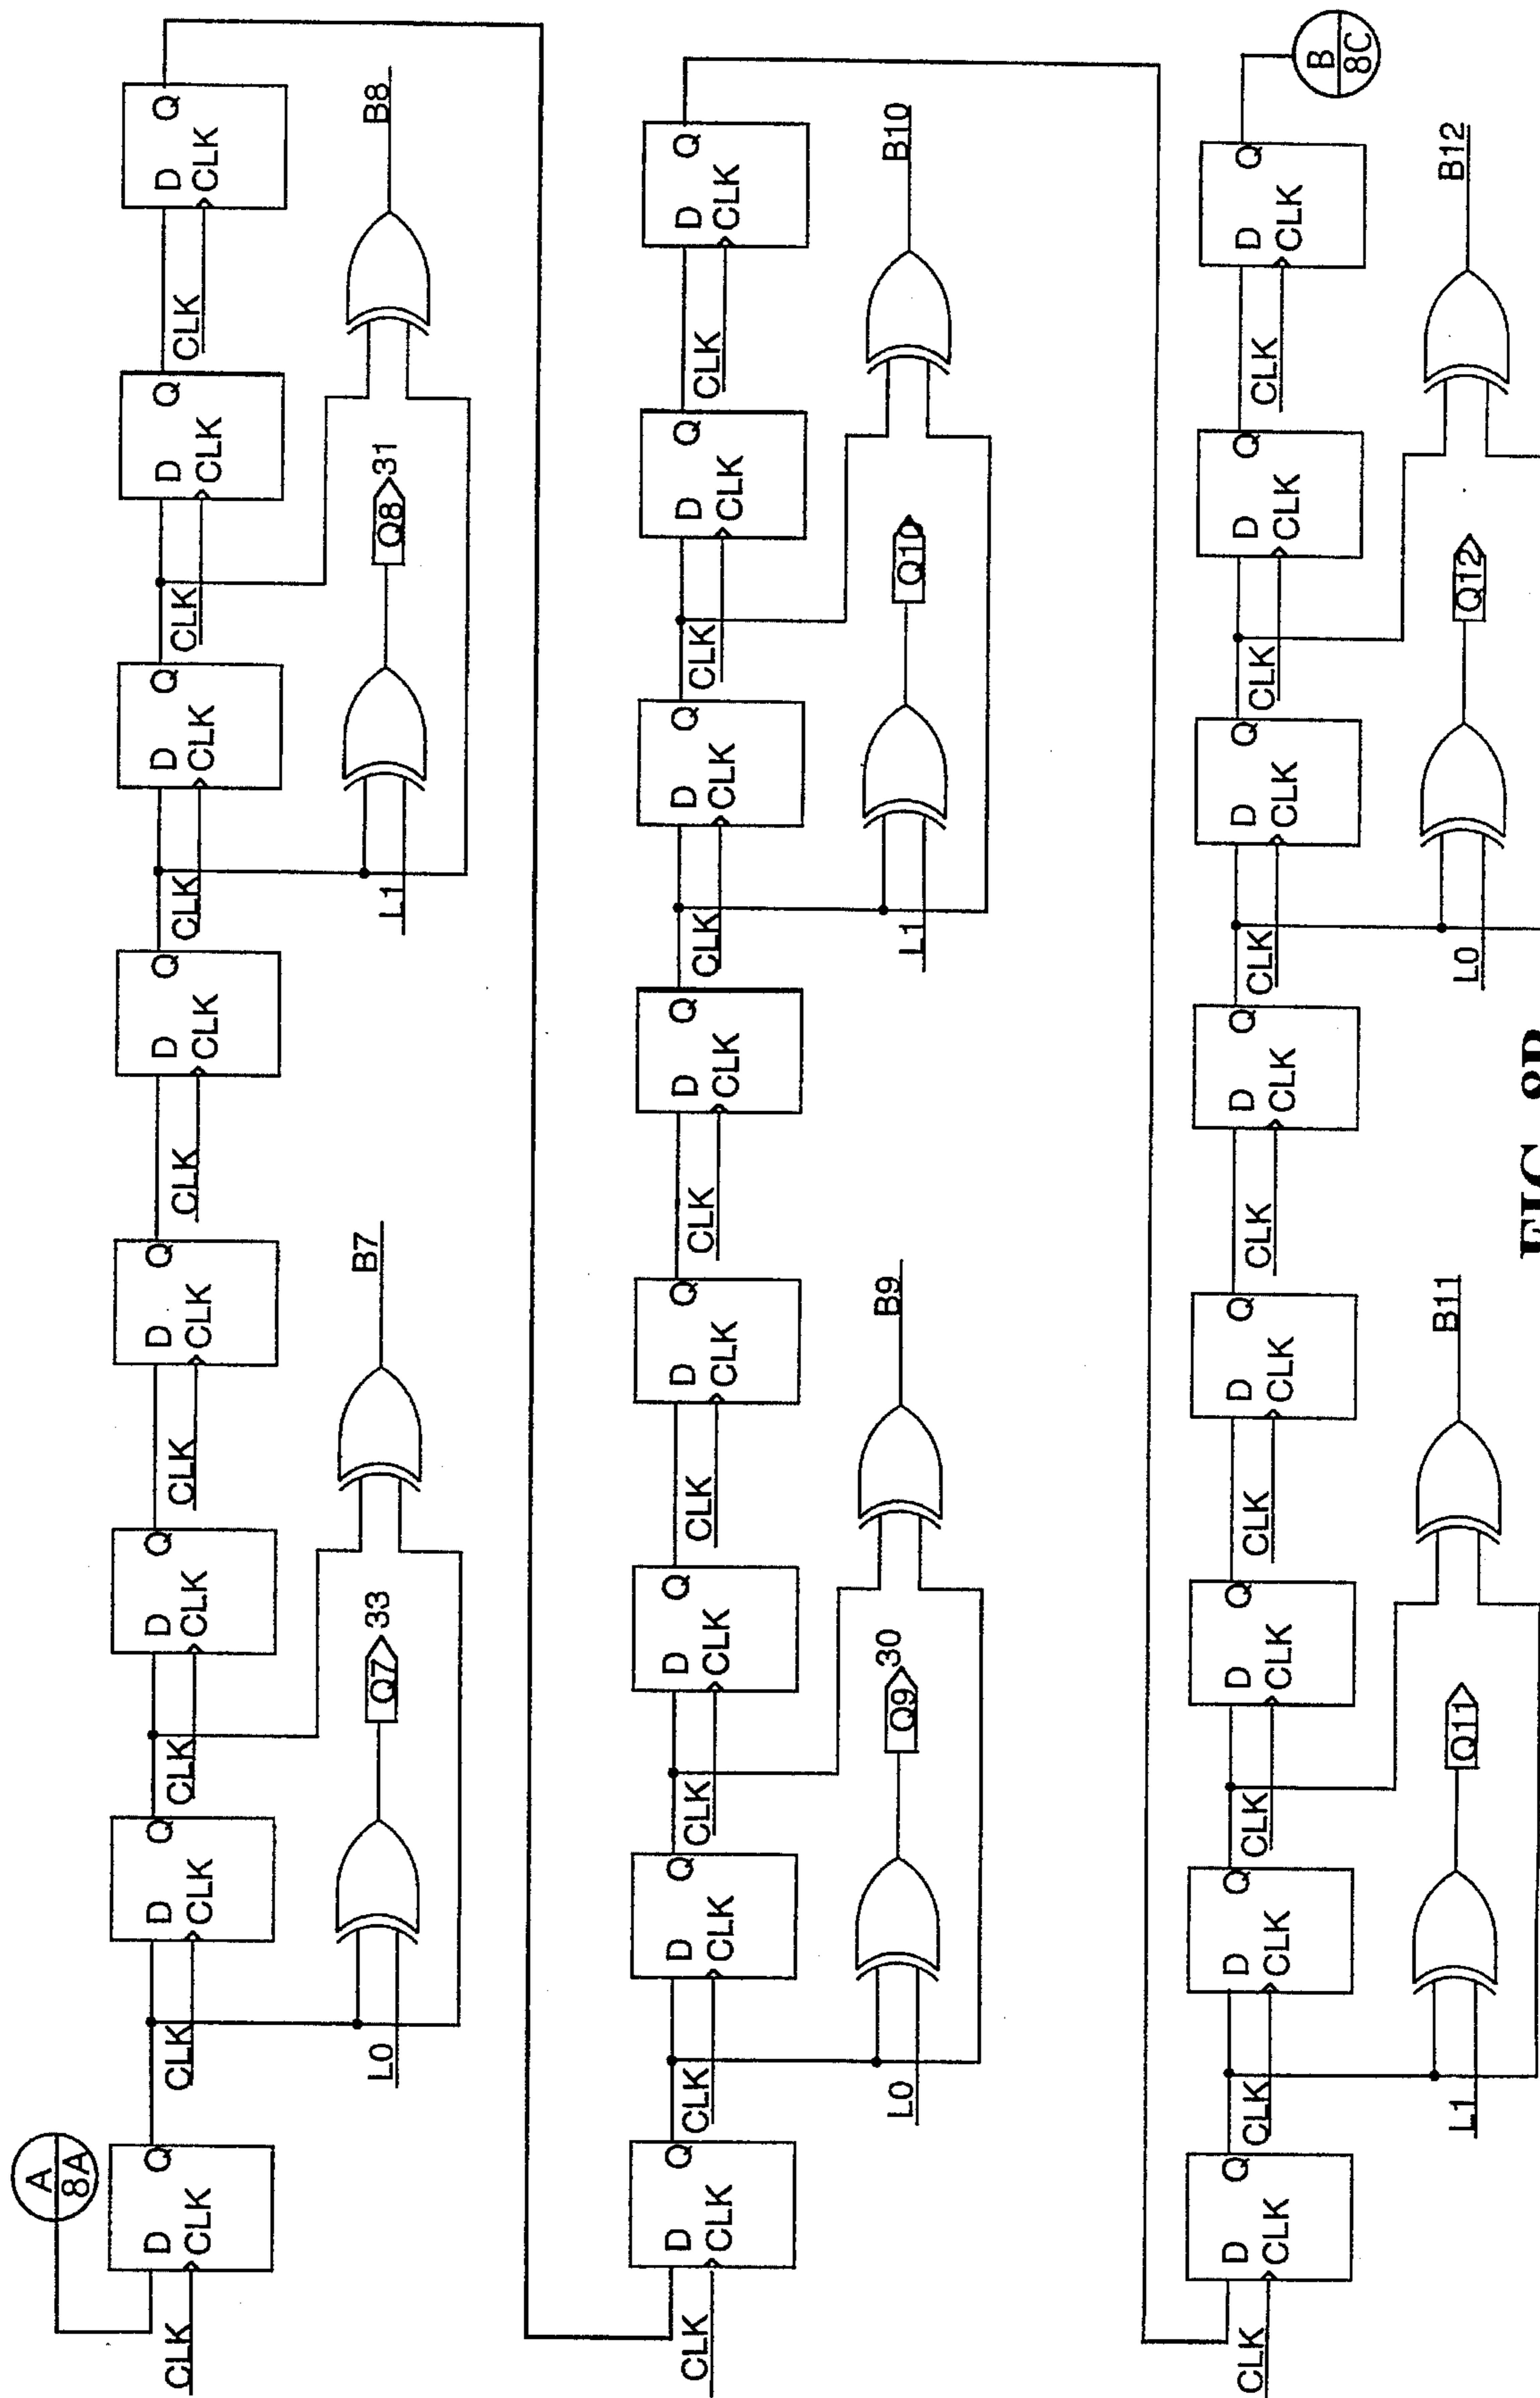 A
8A
D Q D Q D Q D Q D Q D Q D Q D Q
CLK CLK CLK CLK CLK CLK CLK CLK CLK CLK CLK CLK CLK CLK CLK CLK
L0 Q7 33 B7 L1 Q8 31 B8
D Q D Q D Q D Q D Q D Q D Q D Q
CLK CLK CLK CLK CLK CLK CLK CLK CLK CLK CLK CLK CLK CLK CLK CLK
L0 Q9 30 B9 L1 Q10 B10
D Q D Q D Q D Q D Q D Q D Q D Q
CLK CLK CLK CLK CLK CLK CLK CLK CLK CLK CLK CLK CLK CLK CLK CLK
B
8C
L1 Q11 B11 L0 Q12 B12
FIG. 8B